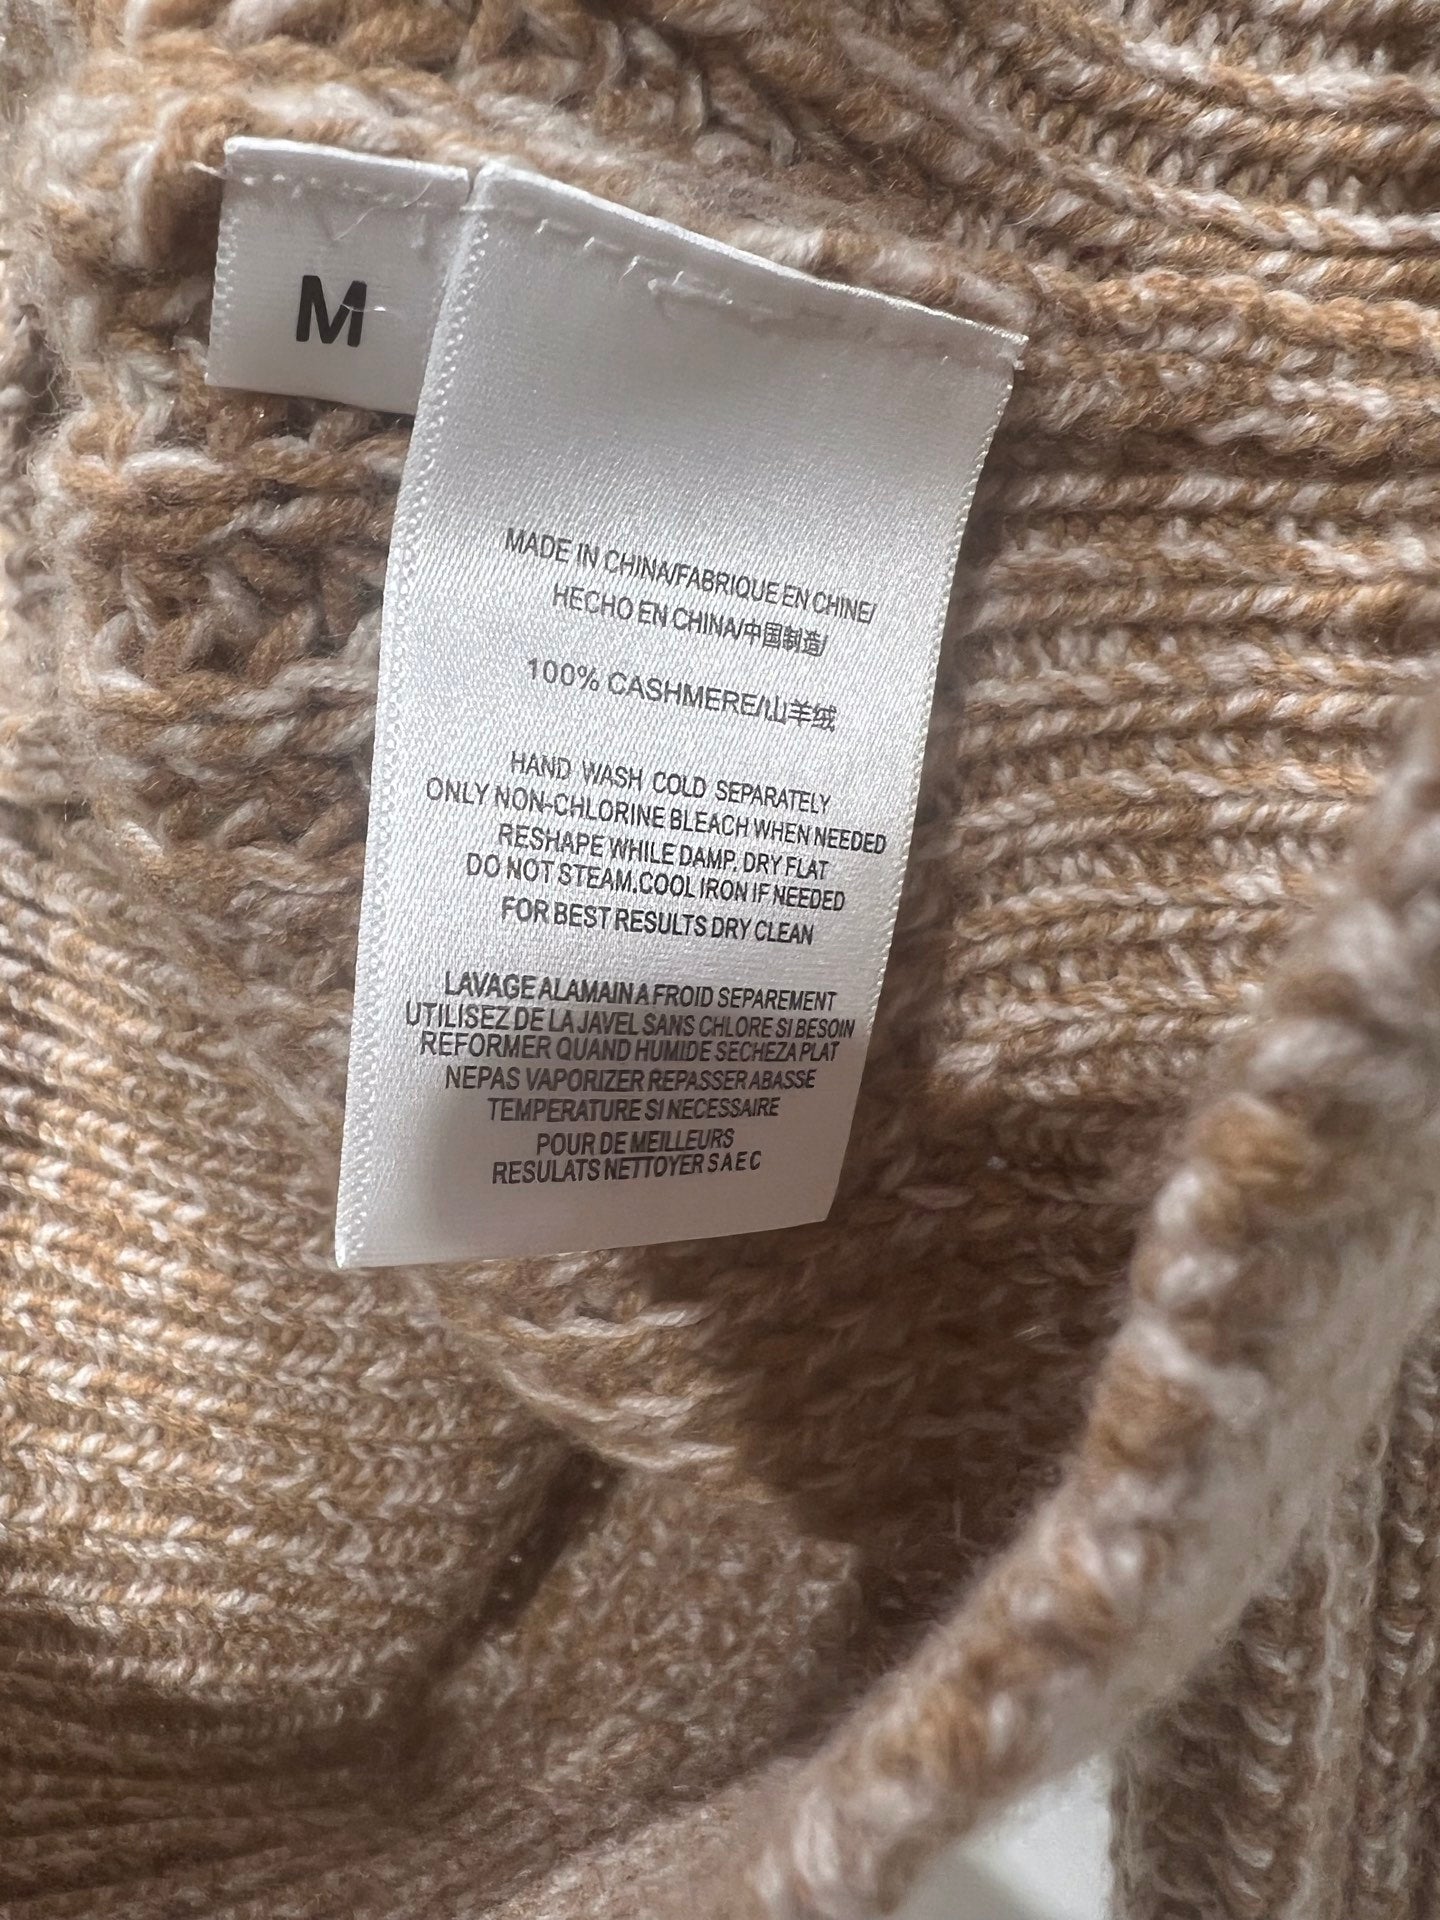 M
MADE IN CHINA/FABRIQUE EN CHINE/
HECHO EN CHINA/中国制造/
100% CASHMERE/山羊绒
HAND WASH COLD SEPARATELY
ONLY NON-CHLORINE BLEACH WHEN NEEDED
RESHAPE WHILE DAMP. DRY FLAT
DO NOT STEAM.COOL IRON IF NEEDED
FOR BEST RESULTS DRY CLEAN
LAVAGE ALAMAIN A FROID SEPAREMENT
UTILISEZ DE LA JAVEL SANS CHLORE SI BESOIN
REFORMER QUAND HUMIDE SECHEZ A PLAT
NEPAS VAPORIZER REPASSER ABASSE
TEMPERATURE SI NECESSAIRE
POUR DE MEILLEURS
RESULATS NETTOYER S A E C